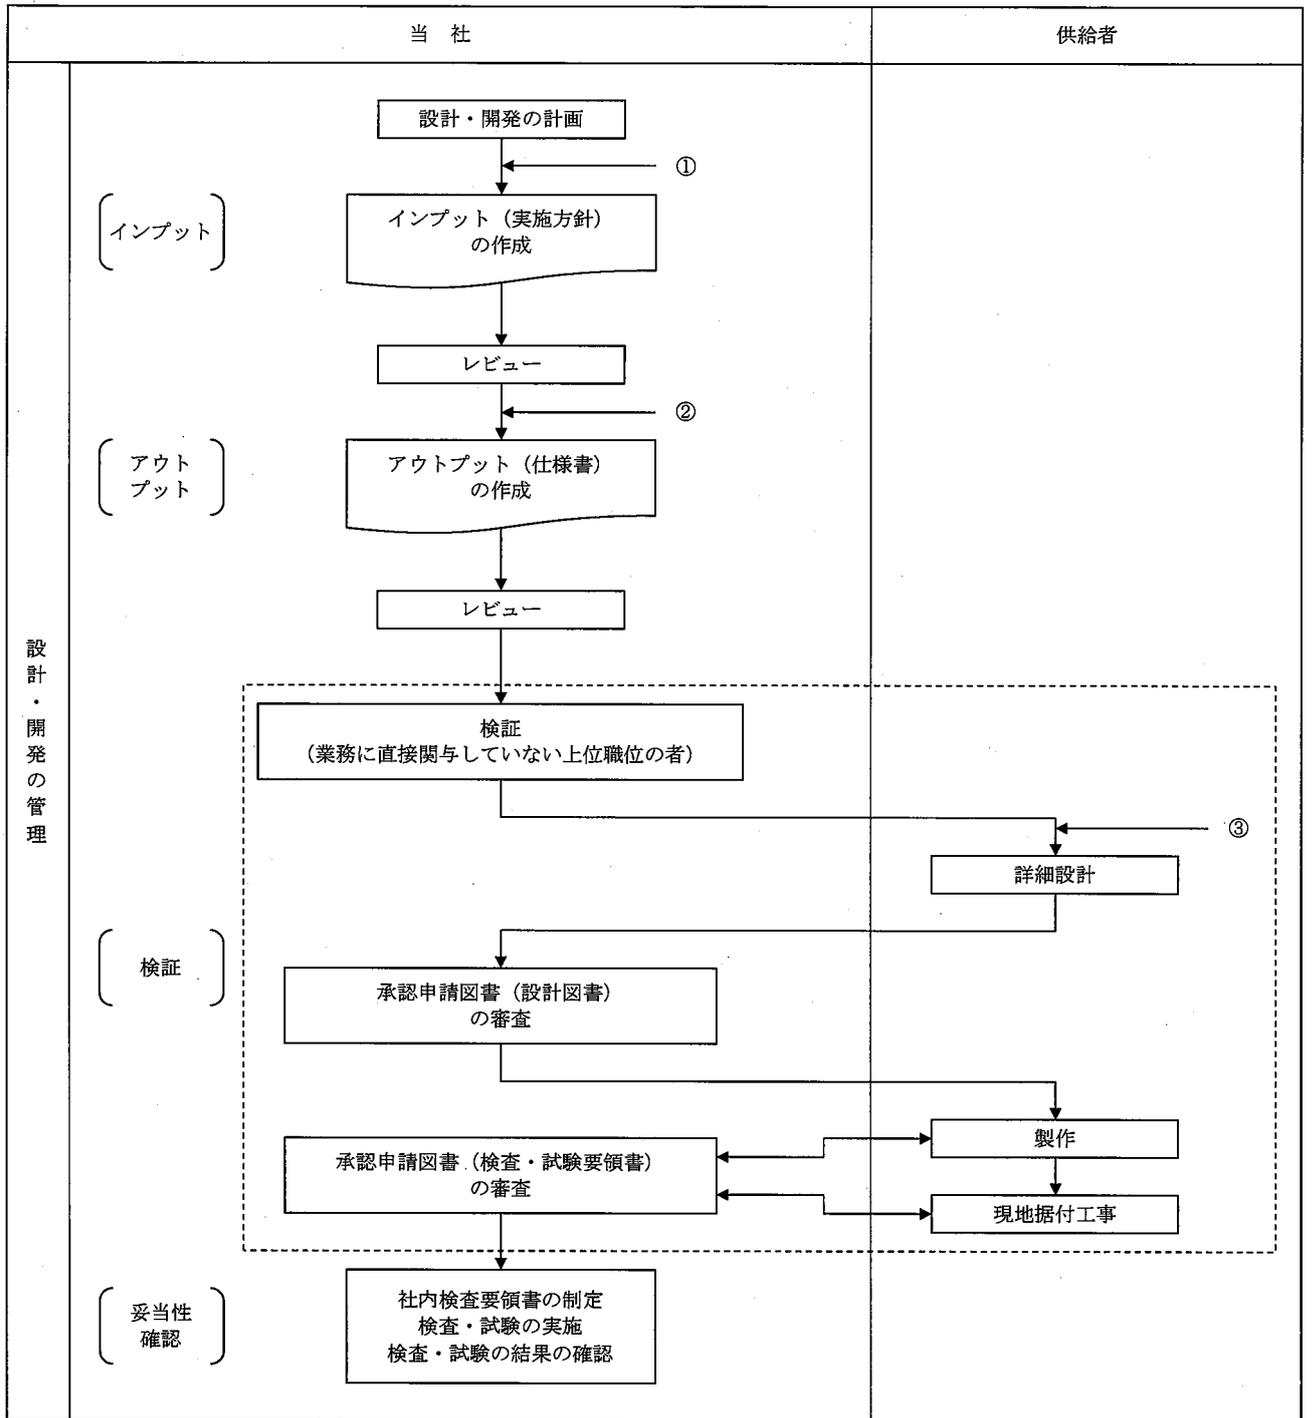 当 社
供給者
設計・開発の管理
設計・開発の計画
①
インプット
インプット（実施方針）
の作成
レビュー
②
アウト
プット
アウトプット（仕様書）
の作成
レビュー
検証
（業務に直接関与していない上位職位の者）
③
詳細設計
検証
承認申請図書（設計図書）
の審査
製作
承認申請図書（検査・試験要領書）
の審査
現地据付工事
妥当性
確認
社内検査要領書の制定
検査・試験の実施
検査・試験の結果の確認